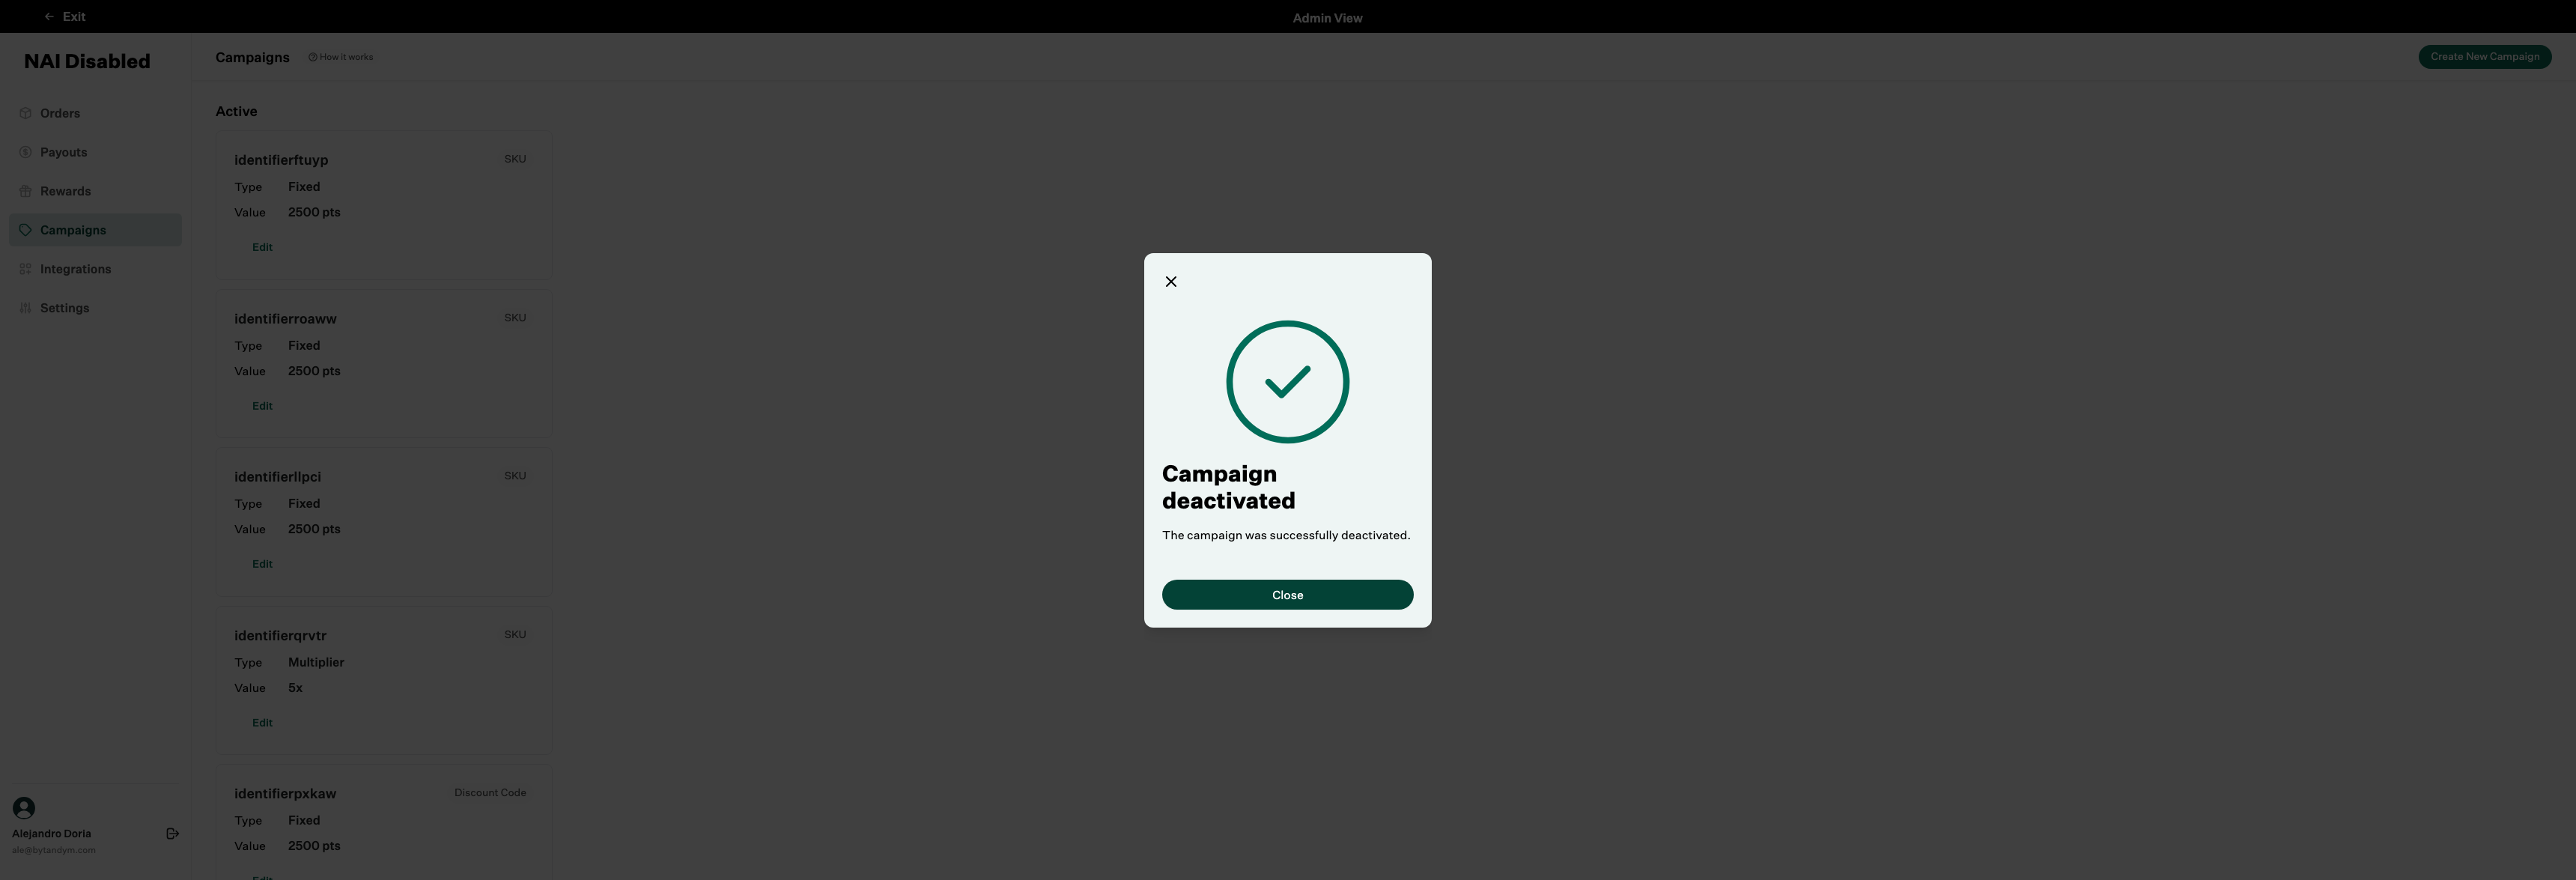 Exit
Admin View
NAI Disabled
Orders
Payouts
Rewards
Campaigns
Integrations
Settings
Alejandro Doria
ale@bytandym.com
Campaigns
How it works
Create New Campaign
Active
identifierftuyp
SKU
Type Fixed
Value 2500 pts
Edit
identifierroaww
SKU
Type Fixed
Value 2500 pts
Edit
identifierllpci
SKU
Type Fixed
Value 2500 pts
Edit
identifierqrvtr
SKU
Type Multiplier
Value 5x
Edit
identifierpxkaw
Discount Code
Type Fixed
Value 2500 pts
Edit
Campaign
deactivated
The campaign was successfully deactivated.
Close